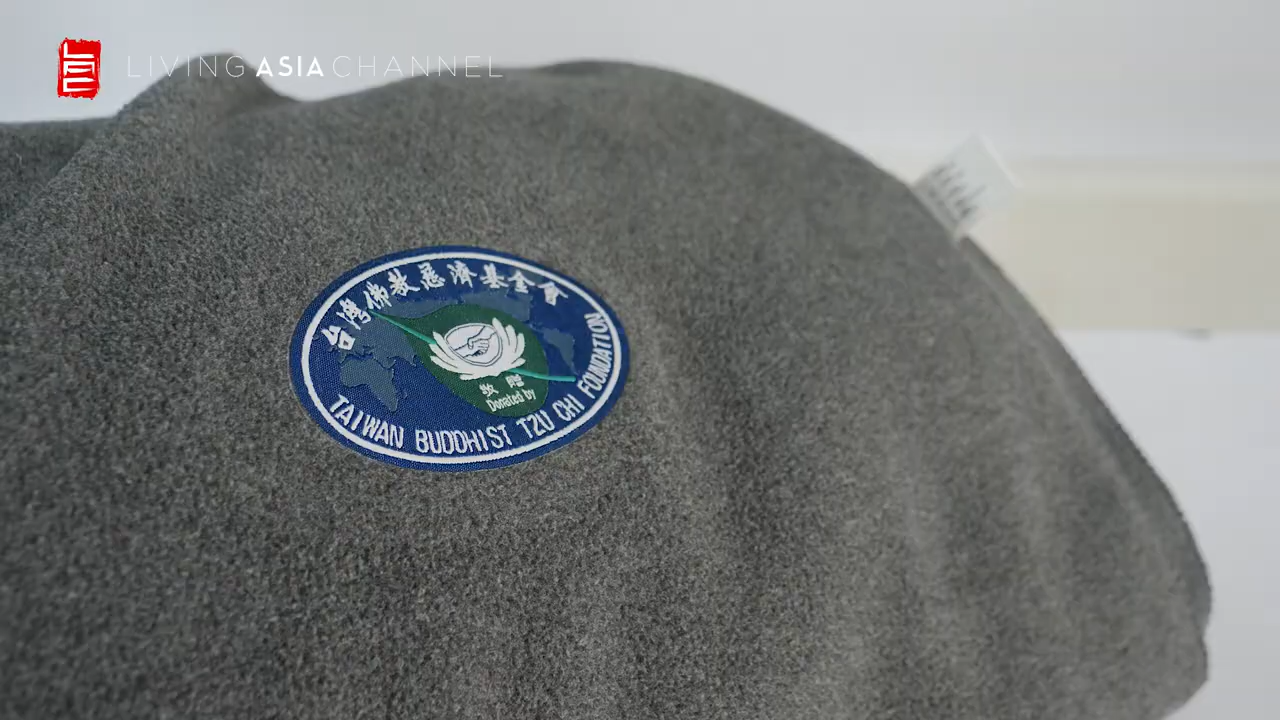 LIVING ASIA CHANNEL
台灣佛教慈濟基金會
敬贈
Donated by
TAIWAN BUDDHIST TZU CHI FOUNDATION